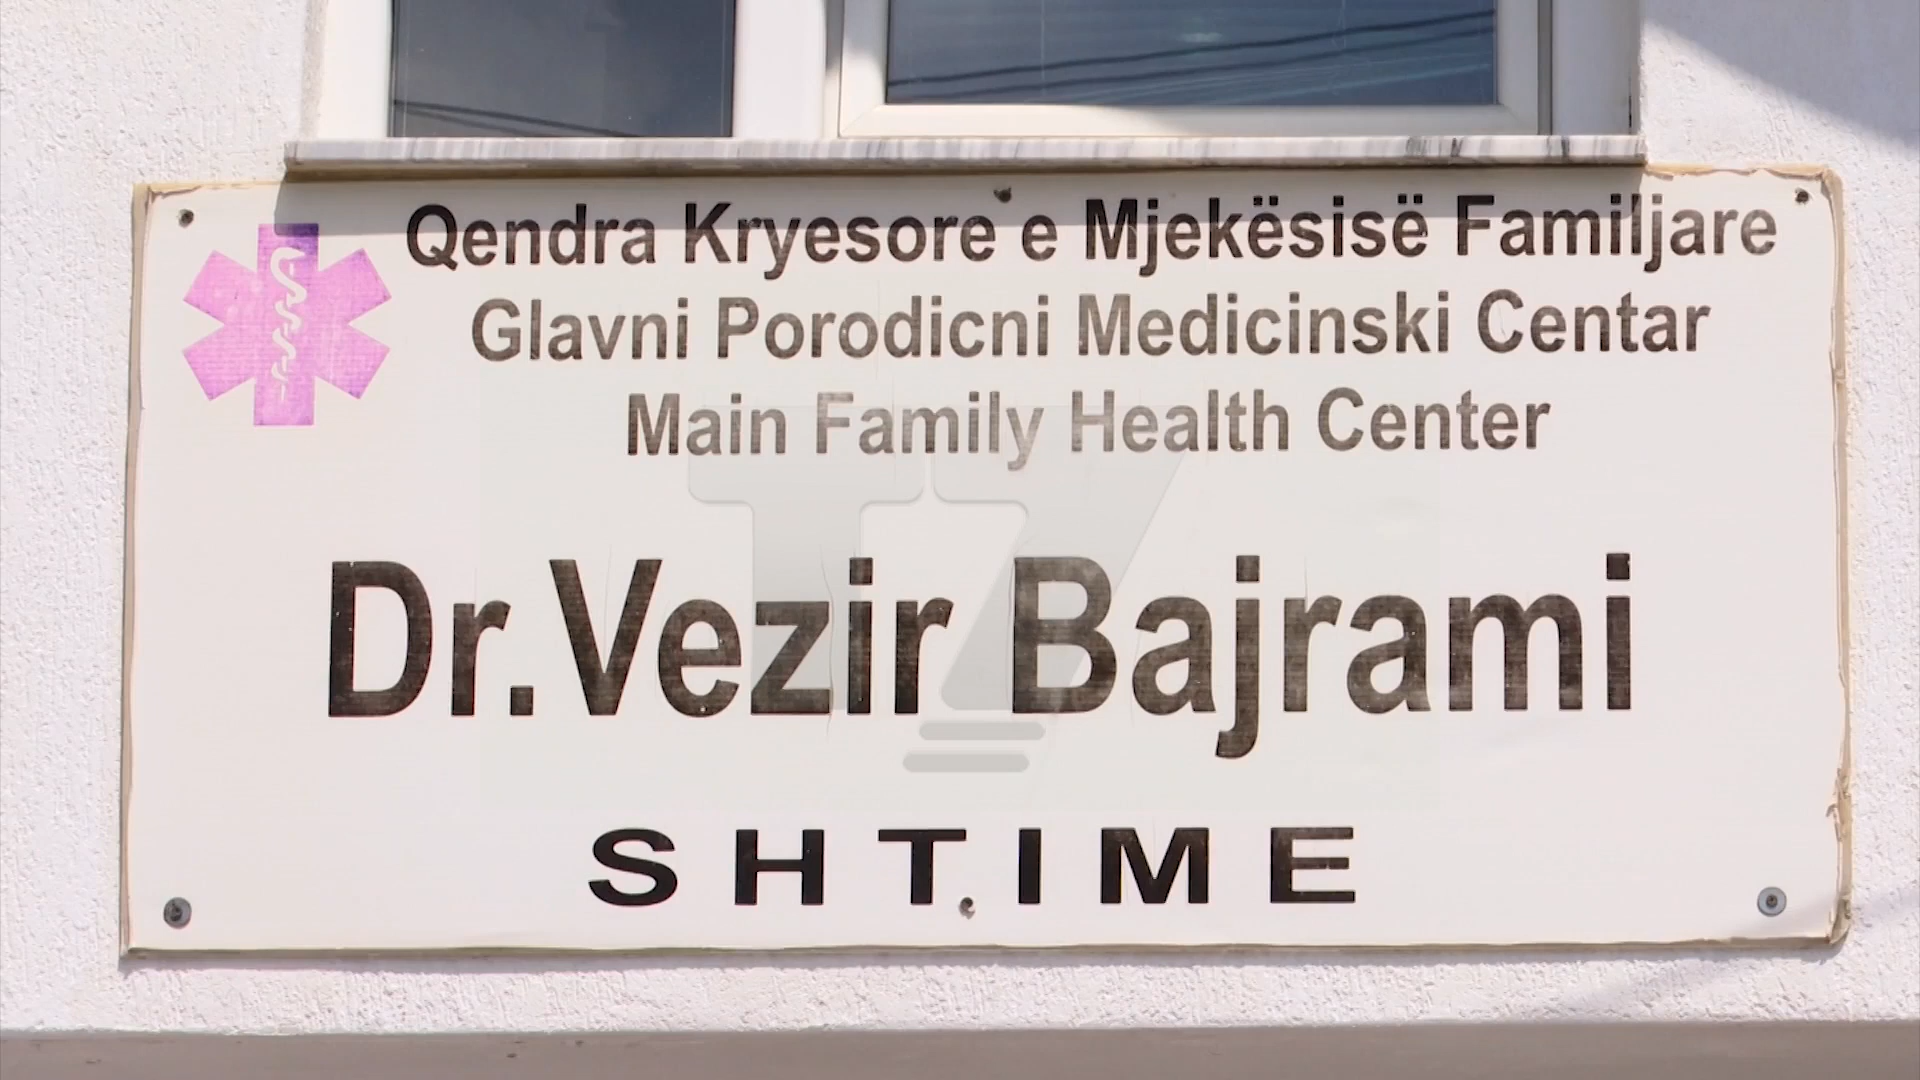 Qendra Kryesore e Mjekësisë Familjare
Glavni Porodicni Medicinski Centar
Main Family Health Center
Dr.Vezir Bajrami
SHTIME